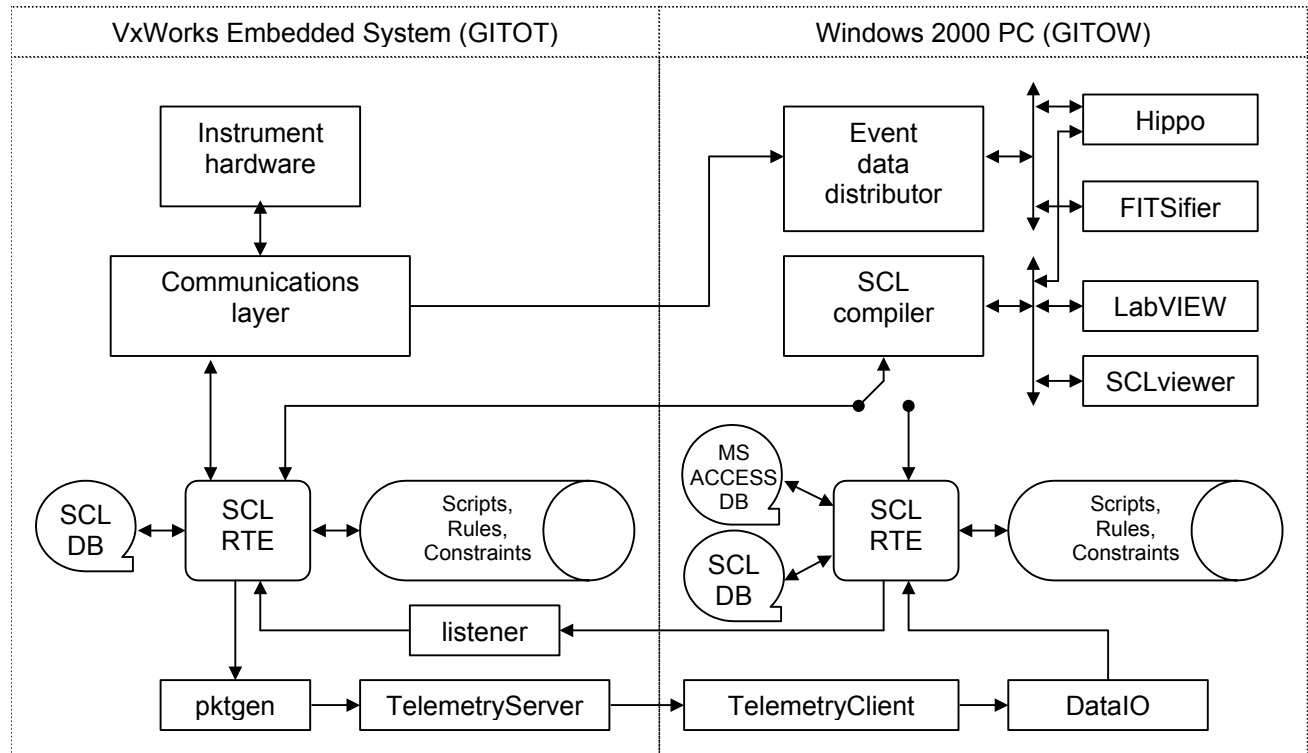 VxWorks Embedded System (GITOT)
Windows 2000 PC (GITOW)
Instrument
hardware
Communications
layer
SCL
DB
SCL
RTE
Scripts,
Rules,
Constraints
listener
pktgen
TelemetryServer
Event
data
distributor
Hippo
FITSifier
SCL
compiler
LabVIEW
SCLviewer
MS
ACCESS
DB
SCL
DB
SCL
RTE
Scripts,
Rules,
Constraints
TelemetryClient
DataIO